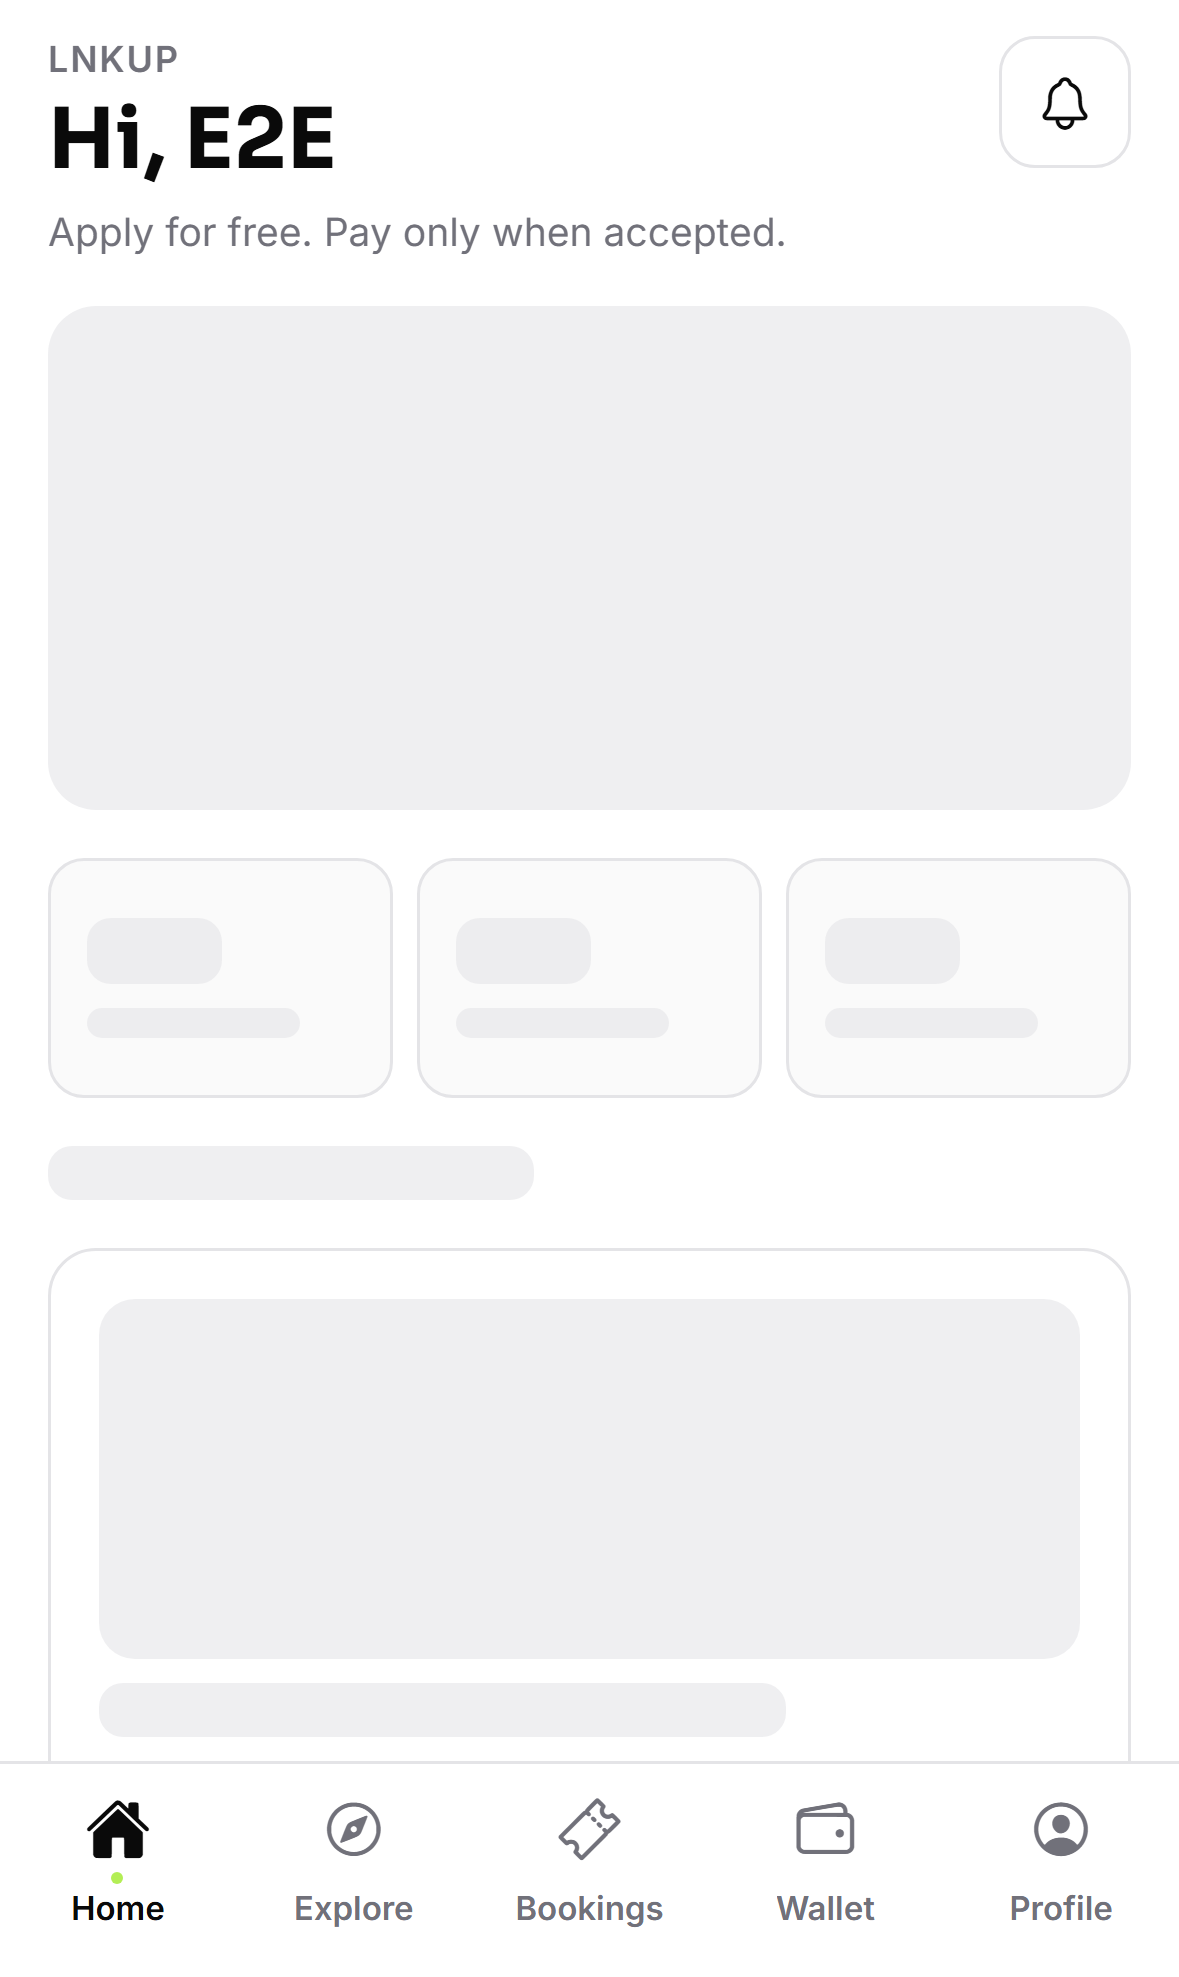 LNKUP
Hi, E2E
Apply for free. Pay only when accepted.
Home
Explore
Bookings
Wallet
Profile